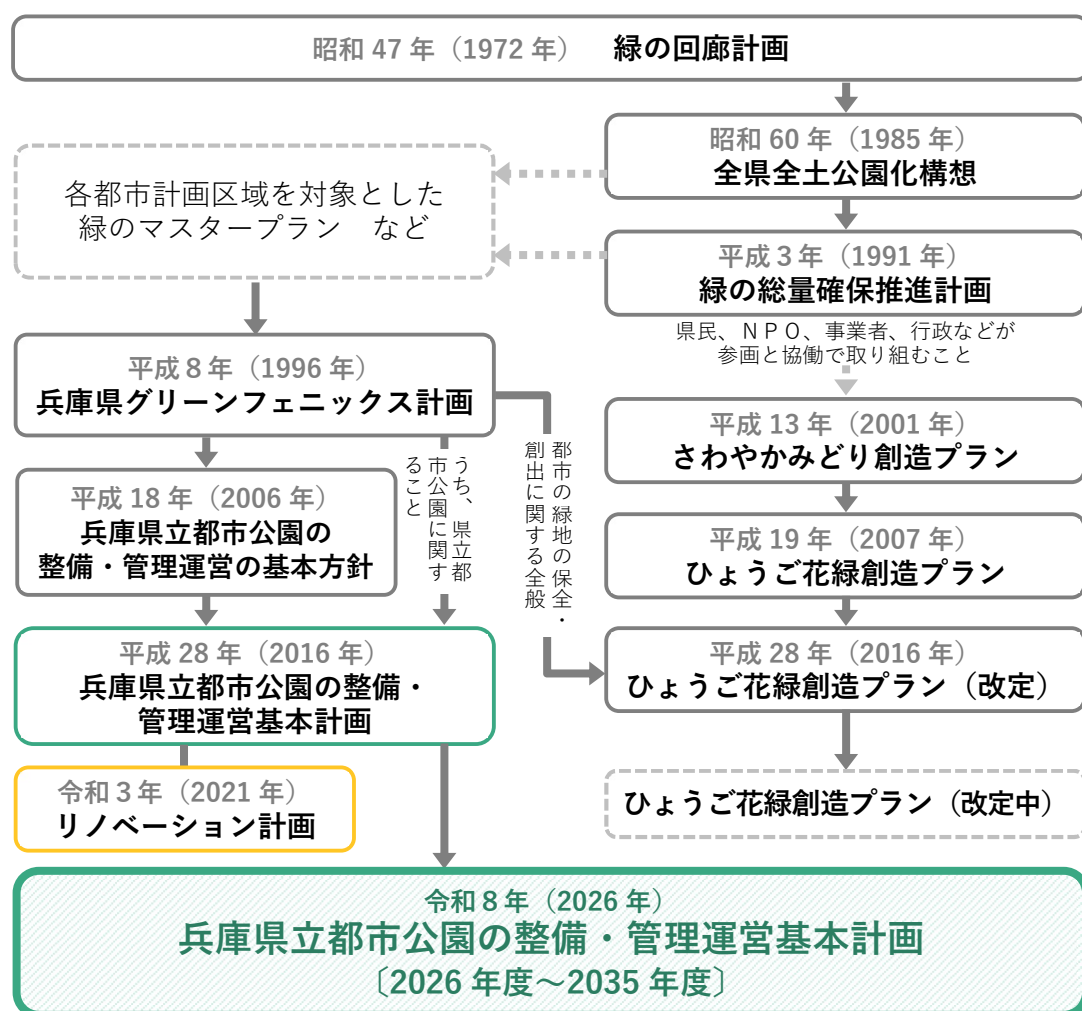 昭和 47 年（1972 年） 緑の回廊計画
昭和 60 年（1985 年）
全県全土公園化構想
各都市計画区域を対象とした
緑のマスタープラン　など
平成 3 年（1991 年）
緑の総量確保推進計画
県民、ＮＰＯ、事業者、行政などが
参画と協働で取り組むこと
平成 8 年（1996 年）
兵庫県グリーンフェニックス計画
平成 13 年（2001 年）
さわやかみどり創造プラン
うち、県立都
市公園に関す
ること
都市の緑地の保全・
創出に関する全般
平成 18 年（2006 年）
兵庫県立都市公園の
整備・管理運営の基本方針
平成 19 年（2007 年）
ひょうご花緑創造プラン
平成 28 年（2016 年）
兵庫県立都市公園の整備・
管理運営基本計画
平成 28 年（2016 年）
ひょうご花緑創造プラン（改定）
令和 3 年（2021 年）
リノベーション計画
ひょうご花緑創造プラン（改定中）
令和 8 年（2026 年）
兵庫県立都市公園の整備・管理運営基本計画
〔2026 年度～2035 年度〕